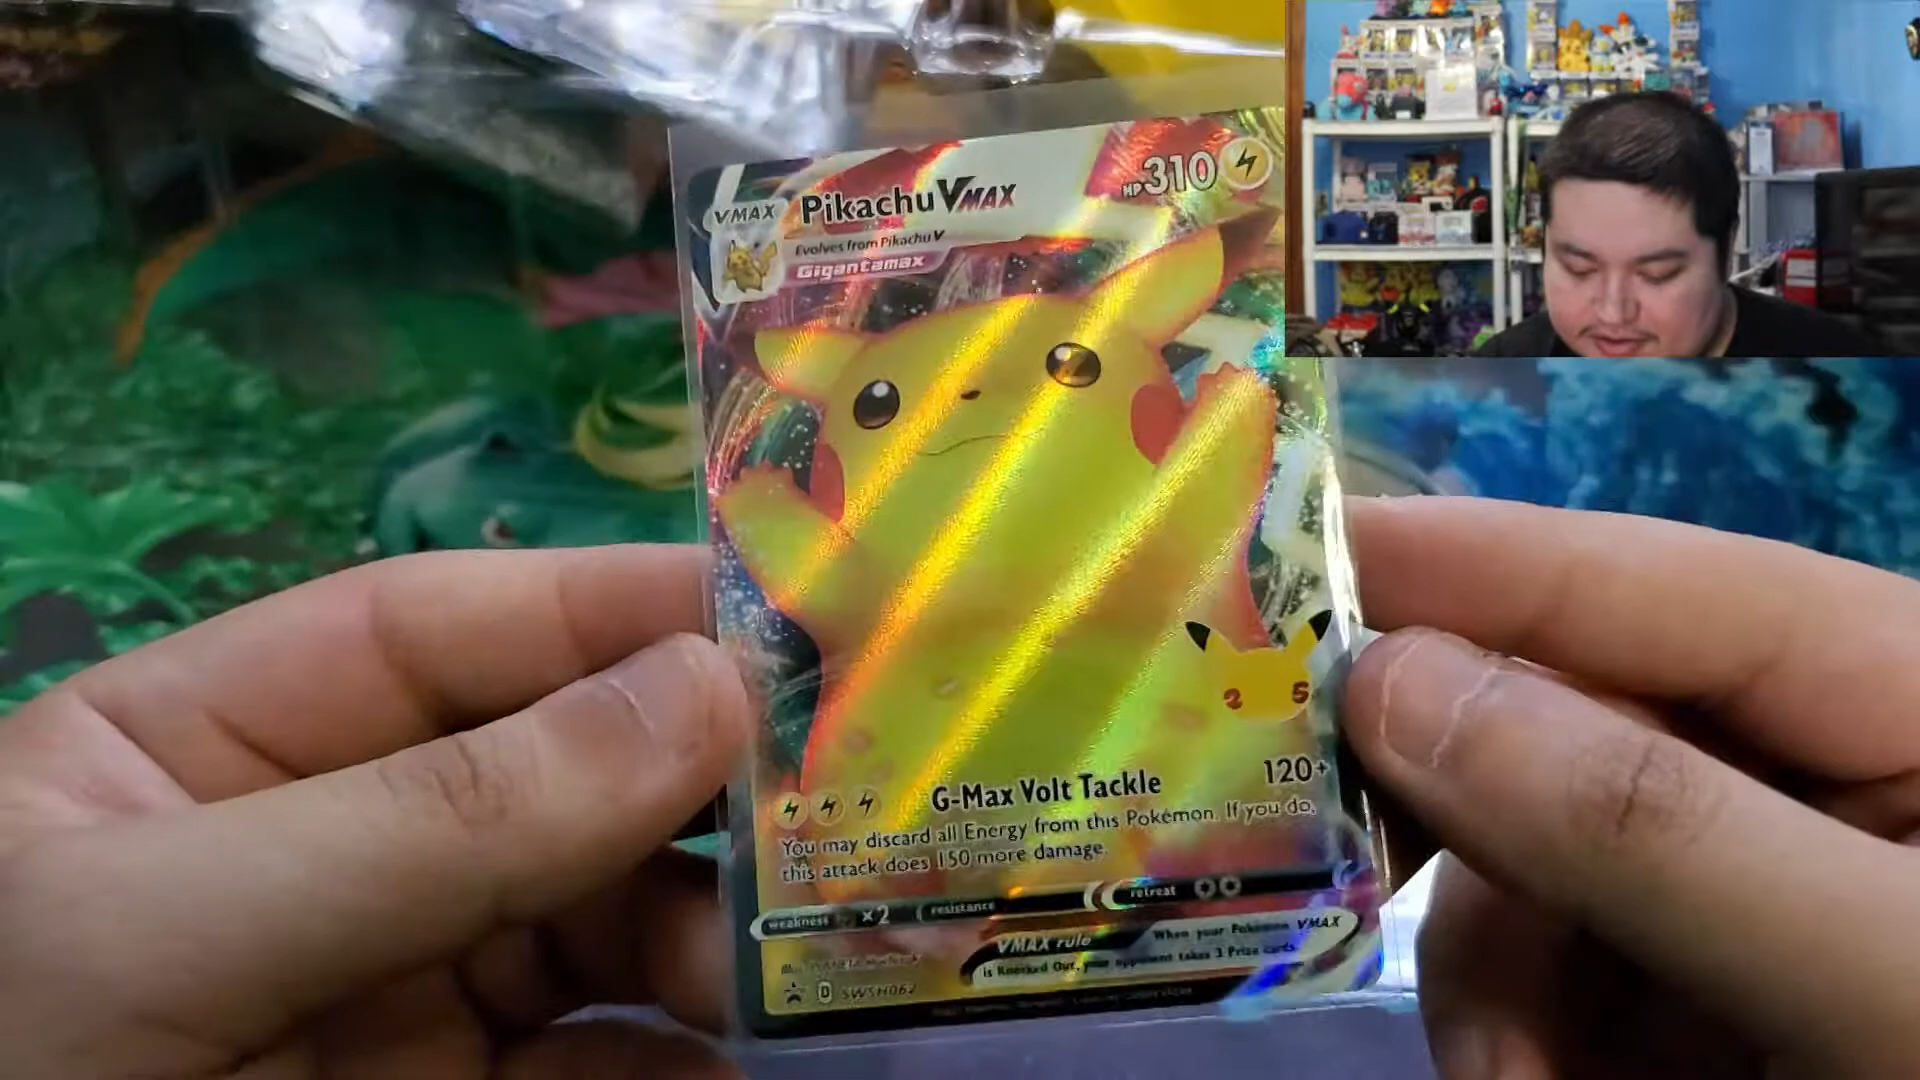 VMAX
Pikachu VMAX
HP 310
Evolves from Pikachu V
Gigantamax
25
G-Max Volt Tackle 120+
You may discard all Energy from this Pokémon. If you do,
this attack does 150 more damage.
weakness ×2 resistance retreat
VMAX rule When your Pokémon VMAX
is Knocked Out, your opponent takes 3 Prize cards.
D SWSH062